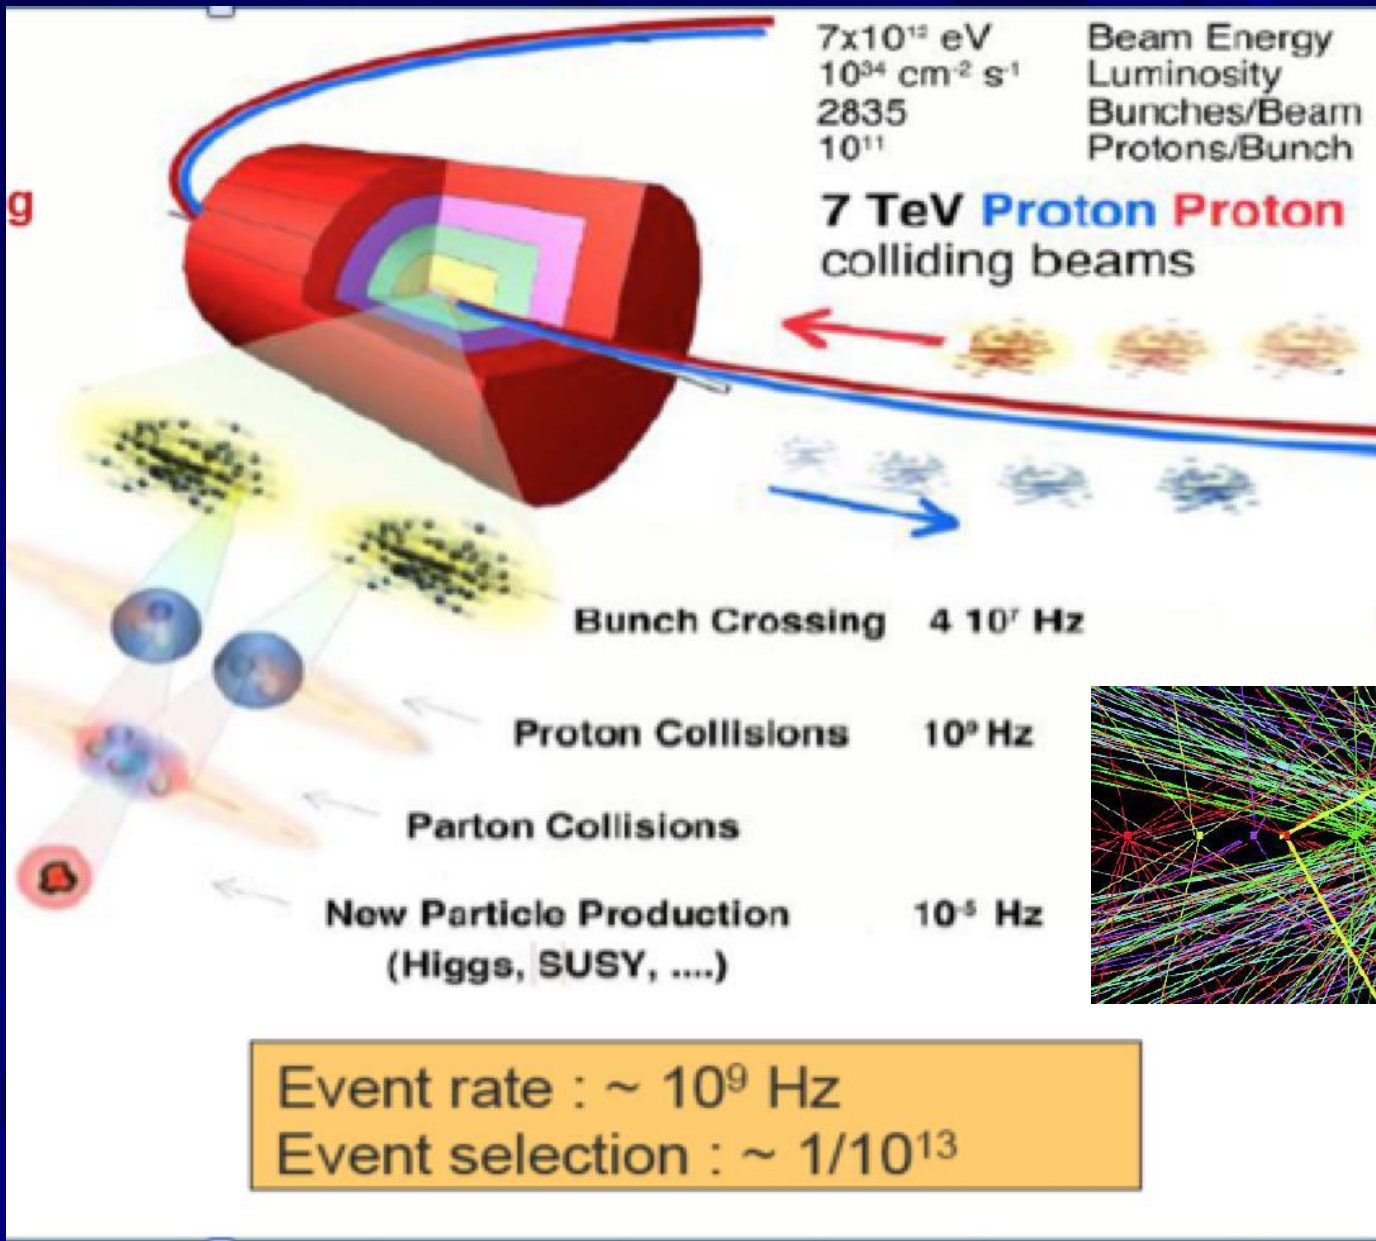 7x10¹² eV Beam Energy
10³⁴ cm⁻² s⁻¹ Luminosity
2835 Bunches/Beam
10¹¹ Protons/Bunch
g
7 TeV Proton Proton
colliding beams
Bunch Crossing 4 10⁷ Hz
Proton Collisions 10⁹ Hz
Parton Collisions
New Particle Production 10⁻⁵ Hz
(Higgs, SUSY, ....)
Event rate : ~ 10⁹ Hz
Event selection : ~ 1/10¹³